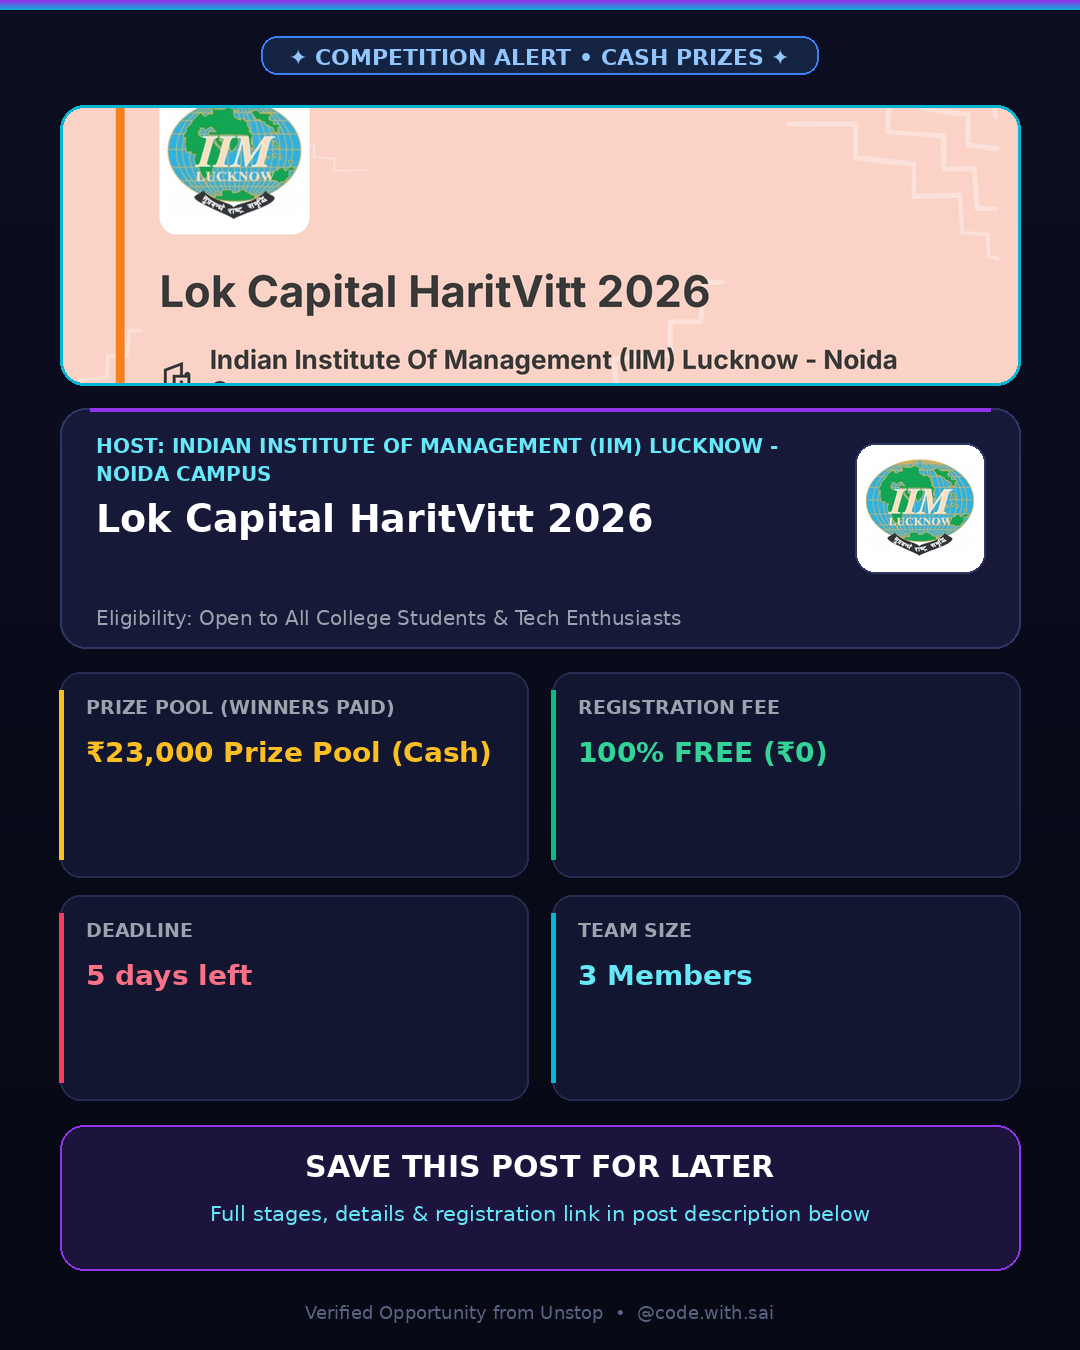 ✦ COMPETITION ALERT • CASH PRIZES ✦
IIM
LUCKNOW
सुप्रबन्धे राष्ट्र समृद्धि
Lok Capital HaritVitt 2026
Indian Institute Of Management (IIM) Lucknow - Noida
HOST: INDIAN INSTITUTE OF MANAGEMENT (IIM) LUCKNOW -
NOIDA CAMPUS
Lok Capital HaritVitt 2026
IIM
LUCKNOW
सुप्रबन्धे राष्ट्र समृद्धि
Eligibility: Open to All College Students & Tech Enthusiasts
PRIZE POOL (WINNERS PAID)
₹23,000 Prize Pool (Cash)
REGISTRATION FEE
100% FREE (₹0)
DEADLINE
5 days left
TEAM SIZE
3 Members
SAVE THIS POST FOR LATER
Full stages, details & registration link in post description below
Verified Opportunity from Unstop • @code.with.sai